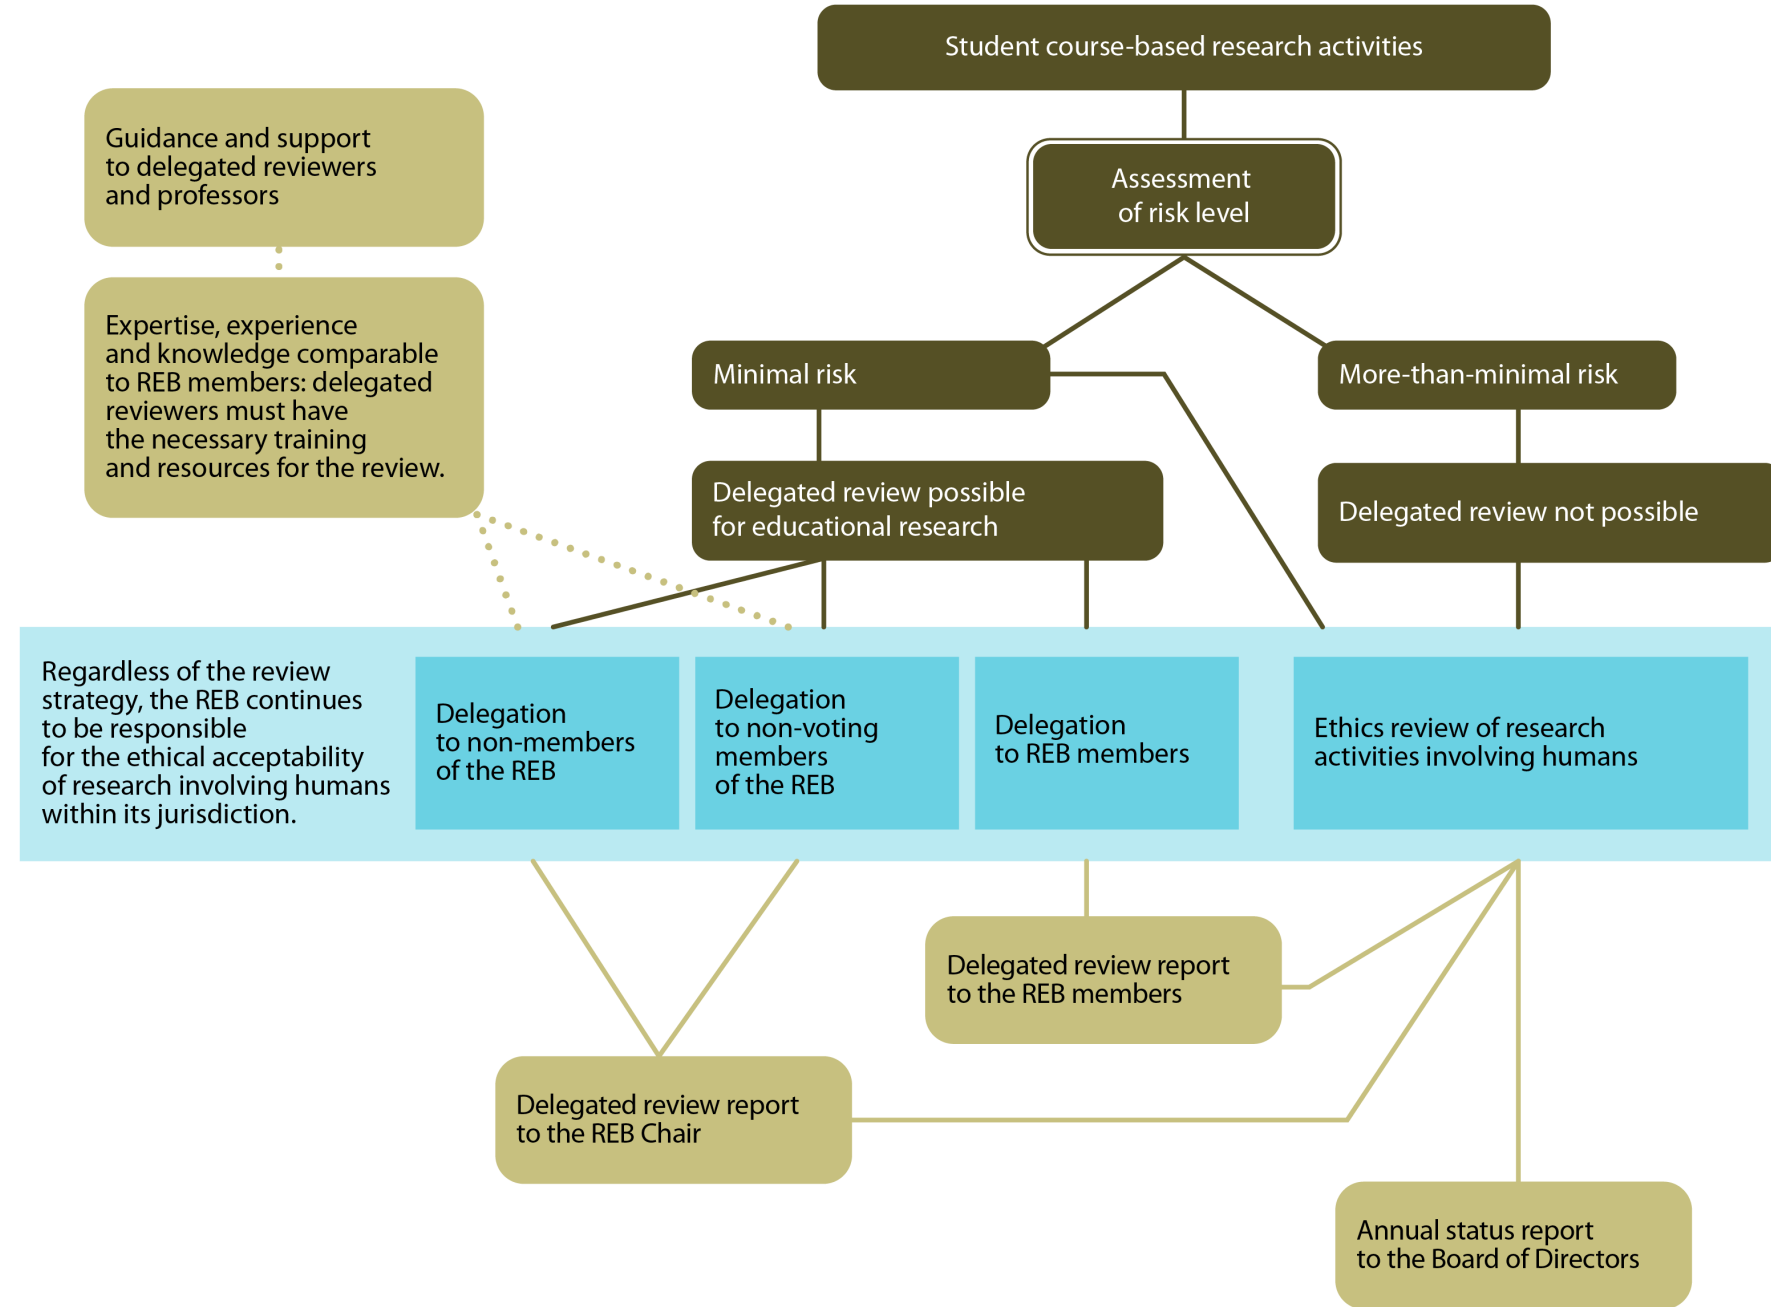 Student course-based research activities
Guidance and support
to delegated reviewers
and professors
Assessment
of risk level
Expertise, experience
and knowledge comparable
to REB members: delegated
reviewers must have
the necessary training
and resources for the review.
Minimal risk
More-than-minimal risk
Delegated review possible
for educational research
Delegated review not possible
Regardless of the review
strategy, the REB continues
to be responsible
for the ethical acceptability
of research involving humans
within its jurisdiction.
Delegation
to non-members
of the REB
Delegation
to non-voting
members
of the REB
Delegation
to REB members
Ethics review of research
activities involving humans
Delegated review report
to the REB members
Delegated review report
to the REB Chair
Annual status report
to the Board of Directors